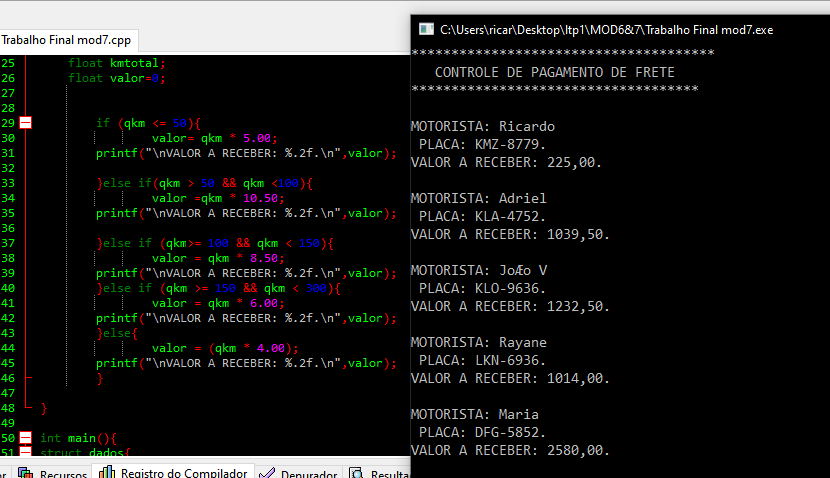 Trabalho Final mod7.cpp
25 float kmtotal;
26 float valor=0;
27
28
29 if (qkm <= 50){
30 valor= qkm * 5.00;
31 printf("\nVALOR A RECEBER: %.2f.\n",valor);
32
33 }else if(qkm > 50 && qkm <100){
34 valor =qkm * 10.50;
35 printf("\nVALOR A RECEBER: %.2f.\n",valor);
36
37 }else if (qkm>= 100 && qkm < 150){
38 valor = qkm * 8.50;
39 printf("\nVALOR A RECEBER: %.2f.\n",valor);
40 }else if (qkm >= 150 && qkm < 300){
41 valor = qkm * 6.00;
42 printf("\nVALOR A RECEBER: %.2f.\n",valor);
43 }else{
44 valor = (qkm * 4.00);
45 printf("\nVALOR A RECEBER: %.2f.\n",valor);
46 }
47
48 }
49
50 int main(){
51 struct dados{
Recursos
Registro do Compilador
Depurador
C:\Users\ricar\Desktop\ltp1\MOD6&7\Trabalho Final mod7.exe
**************************************
CONTROLE DE PAGAMENTO DE FRETE
************************************
MOTORISTA: Ricardo
PLACA: KMZ-8779.
VALOR A RECEBER: 225,00.
MOTORISTA: Adriel
PLACA: KLA-4752.
VALOR A RECEBER: 1039,50.
MOTORISTA: JoÆo V
PLACA: KLO-9636.
VALOR A RECEBER: 1232,50.
MOTORISTA: Rayane
PLACA: LKN-6936.
VALOR A RECEBER: 1014,00.
MOTORISTA: Maria
PLACA: DFG-5852.
VALOR A RECEBER: 2580,00.